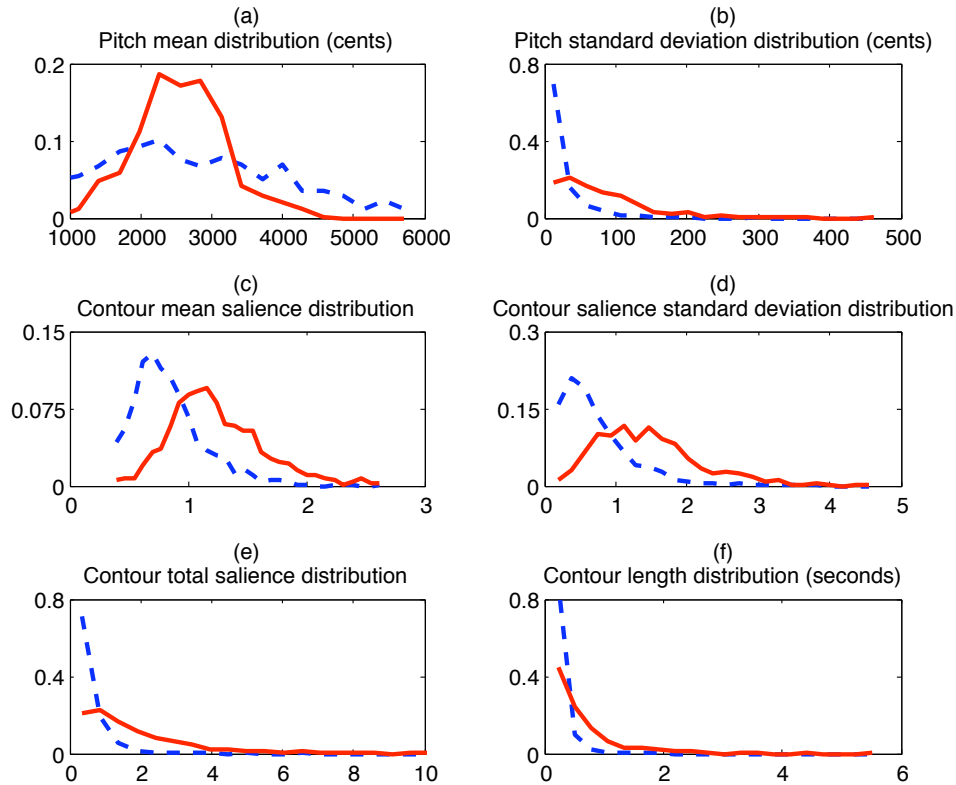 (a)
Pitch mean distribution (cents)
0.2
0.1
0
1000 2000 3000 4000 5000 6000
(b)
Pitch standard deviation distribution (cents)
0.8
0.4
0
0 100 200 300 400 500
(c)
Contour mean salience distribution
0.15
0.075
0
0 1 2 3
(d)
Contour salience standard deviation distribution
0.3
0.15
0
0 1 2 3 4 5
(e)
Contour total salience distribution
0.8
0.4
0
0 2 4 6 8 10
(f)
Contour length distribution (seconds)
0.8
0.4
0
0 2 4 6